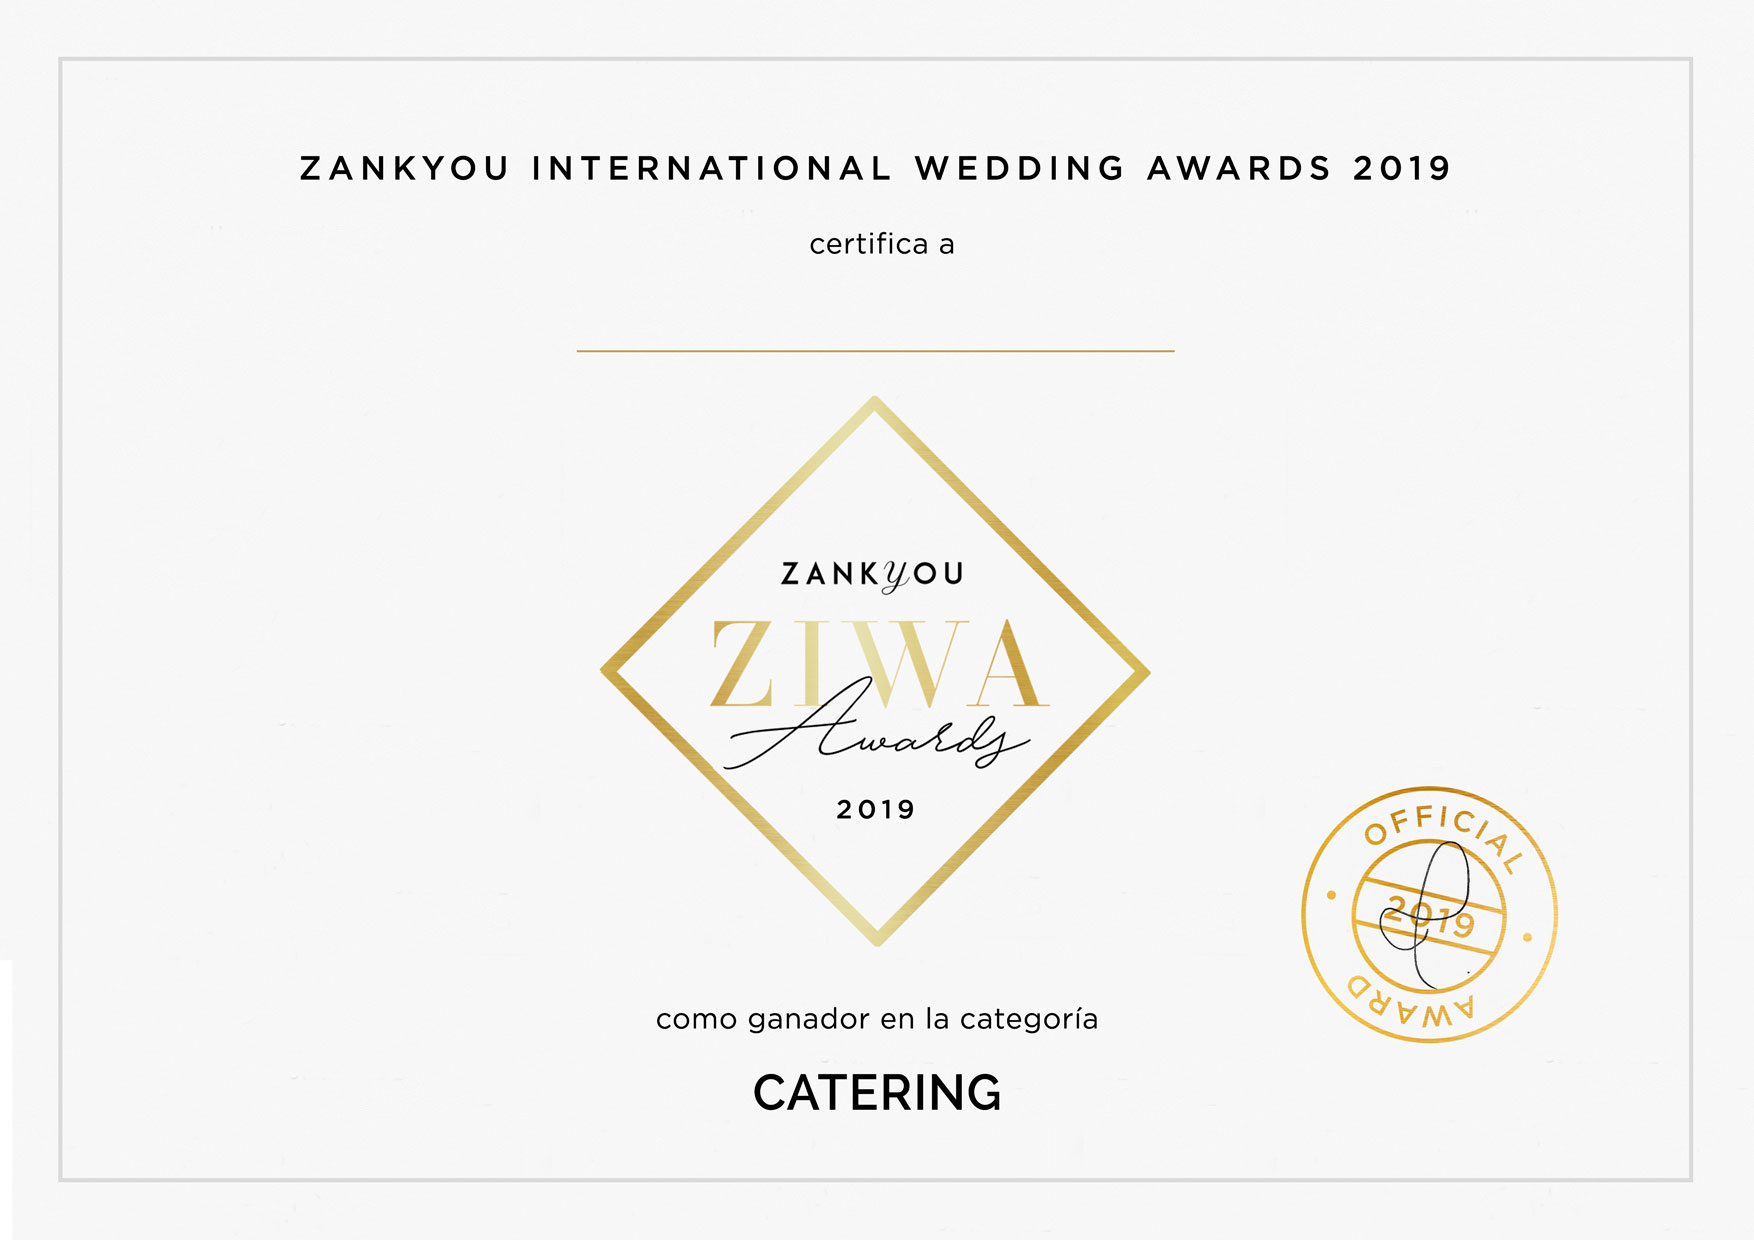 ZANKYOU INTERNATIONAL WEDDING AWARDS 2019
certifica a
ZANKYOU
ZIWA
Awards
2019
OFFICIAL
2019
AWARD
como ganador en la categoría
CATERING